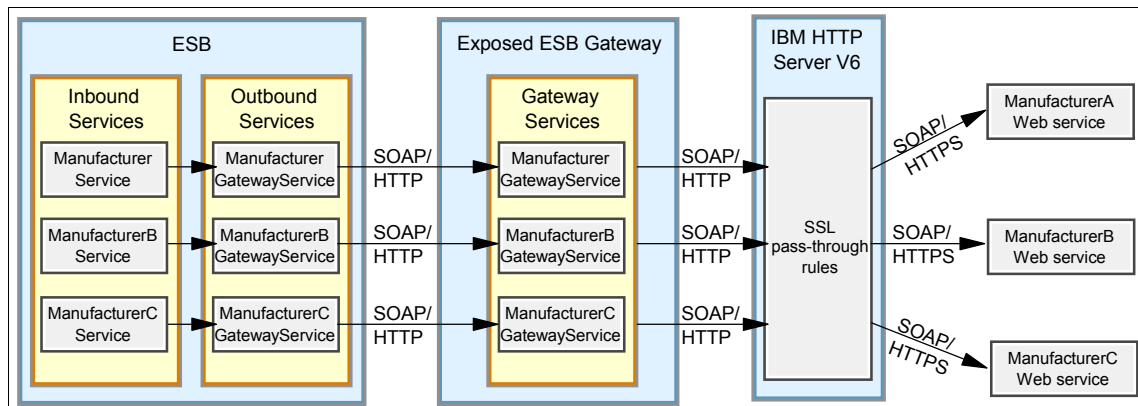 ESB
Inbound
Services
Manufacturer
Service
ManufacturerB
Service
ManufacturerC
Service
Outbound
Services
Manufacturer
GatewayService
ManufacturerB
GatewayService
ManufacturerC
GatewayService
SOAP/
HTTP
SOAP/
HTTP
SOAP/
HTTP
Exposed ESB Gateway
Gateway
Services
Manufacturer
GatewayService
ManufacturerB
GatewayService
ManufacturerC
GatewayService
SOAP/
HTTP
SOAP/
HTTP
SOAP/
HTTP
IBM HTTP
Server V6
SSL
pass-through
rules
SOAP/
HTTPS
SOAP/
HTTPS
SOAP/
HTTPS
ManufacturerA
Web service
ManufacturerB
Web service
ManufacturerC
Web service